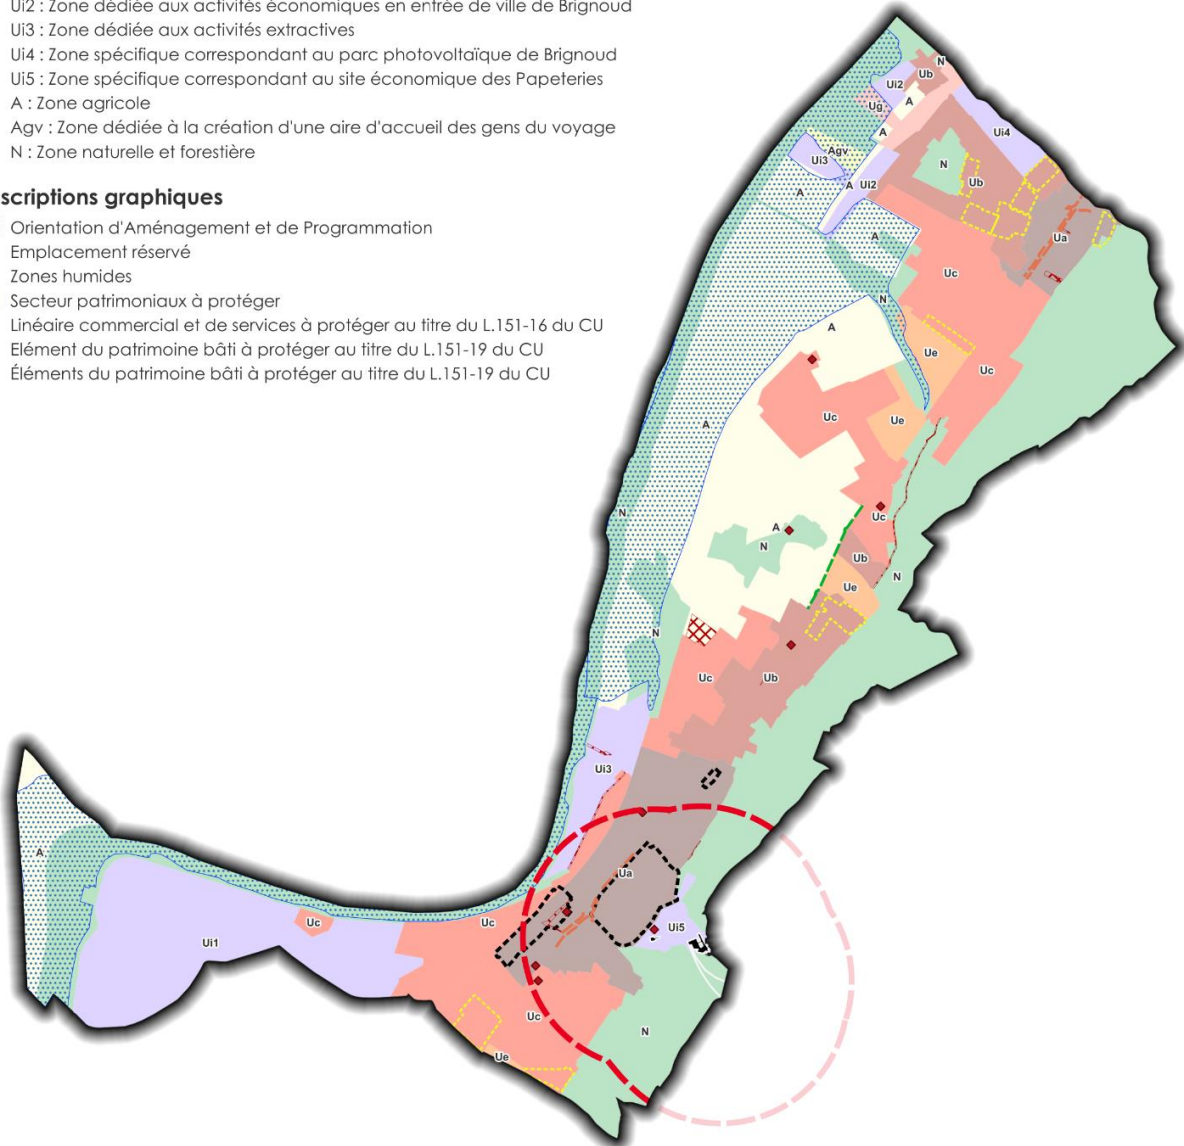 Ui2 : Zone dédiée aux activités économiques en entrée de ville de Brignoud
Ui3 : Zone dédiée aux activités extractives
Ui4 : Zone spécifique correspondant au parc photovoltaïque de Brignoud
Ui5 : Zone spécifique correspondant au site économique des Papeteries
A : Zone agricole
Agv : Zone dédiée à la création d'une aire d'accueil des gens du voyage
N : Zone naturelle et forestière
scriptions graphiques
Orientation d'Aménagement et de Programmation
Emplacement réservé
Zones humides
Secteur patrimoniaux à protéger
Linéaire commercial et de services à protéger au titre du L.151-16 du CU
Elément du patrimoine bâti à protéger au titre du L.151-19 du CU
Éléments du patrimoine bâti à protéger au titre du L.151-19 du CU
N
Ub
Ui2
A
Ug
A
Ui4
Agv
Ui3
N
Ub
A
A
Ui2
A
Ua
Uc
N
A
Ue
Uc
Uc
Ue
A
N
Uc
A
N
Ub
N
Ue
N
Uc
Ub
Ui3
A
Ua
Uc
Uc
Ui5
Ui1
Uc
N
Ue